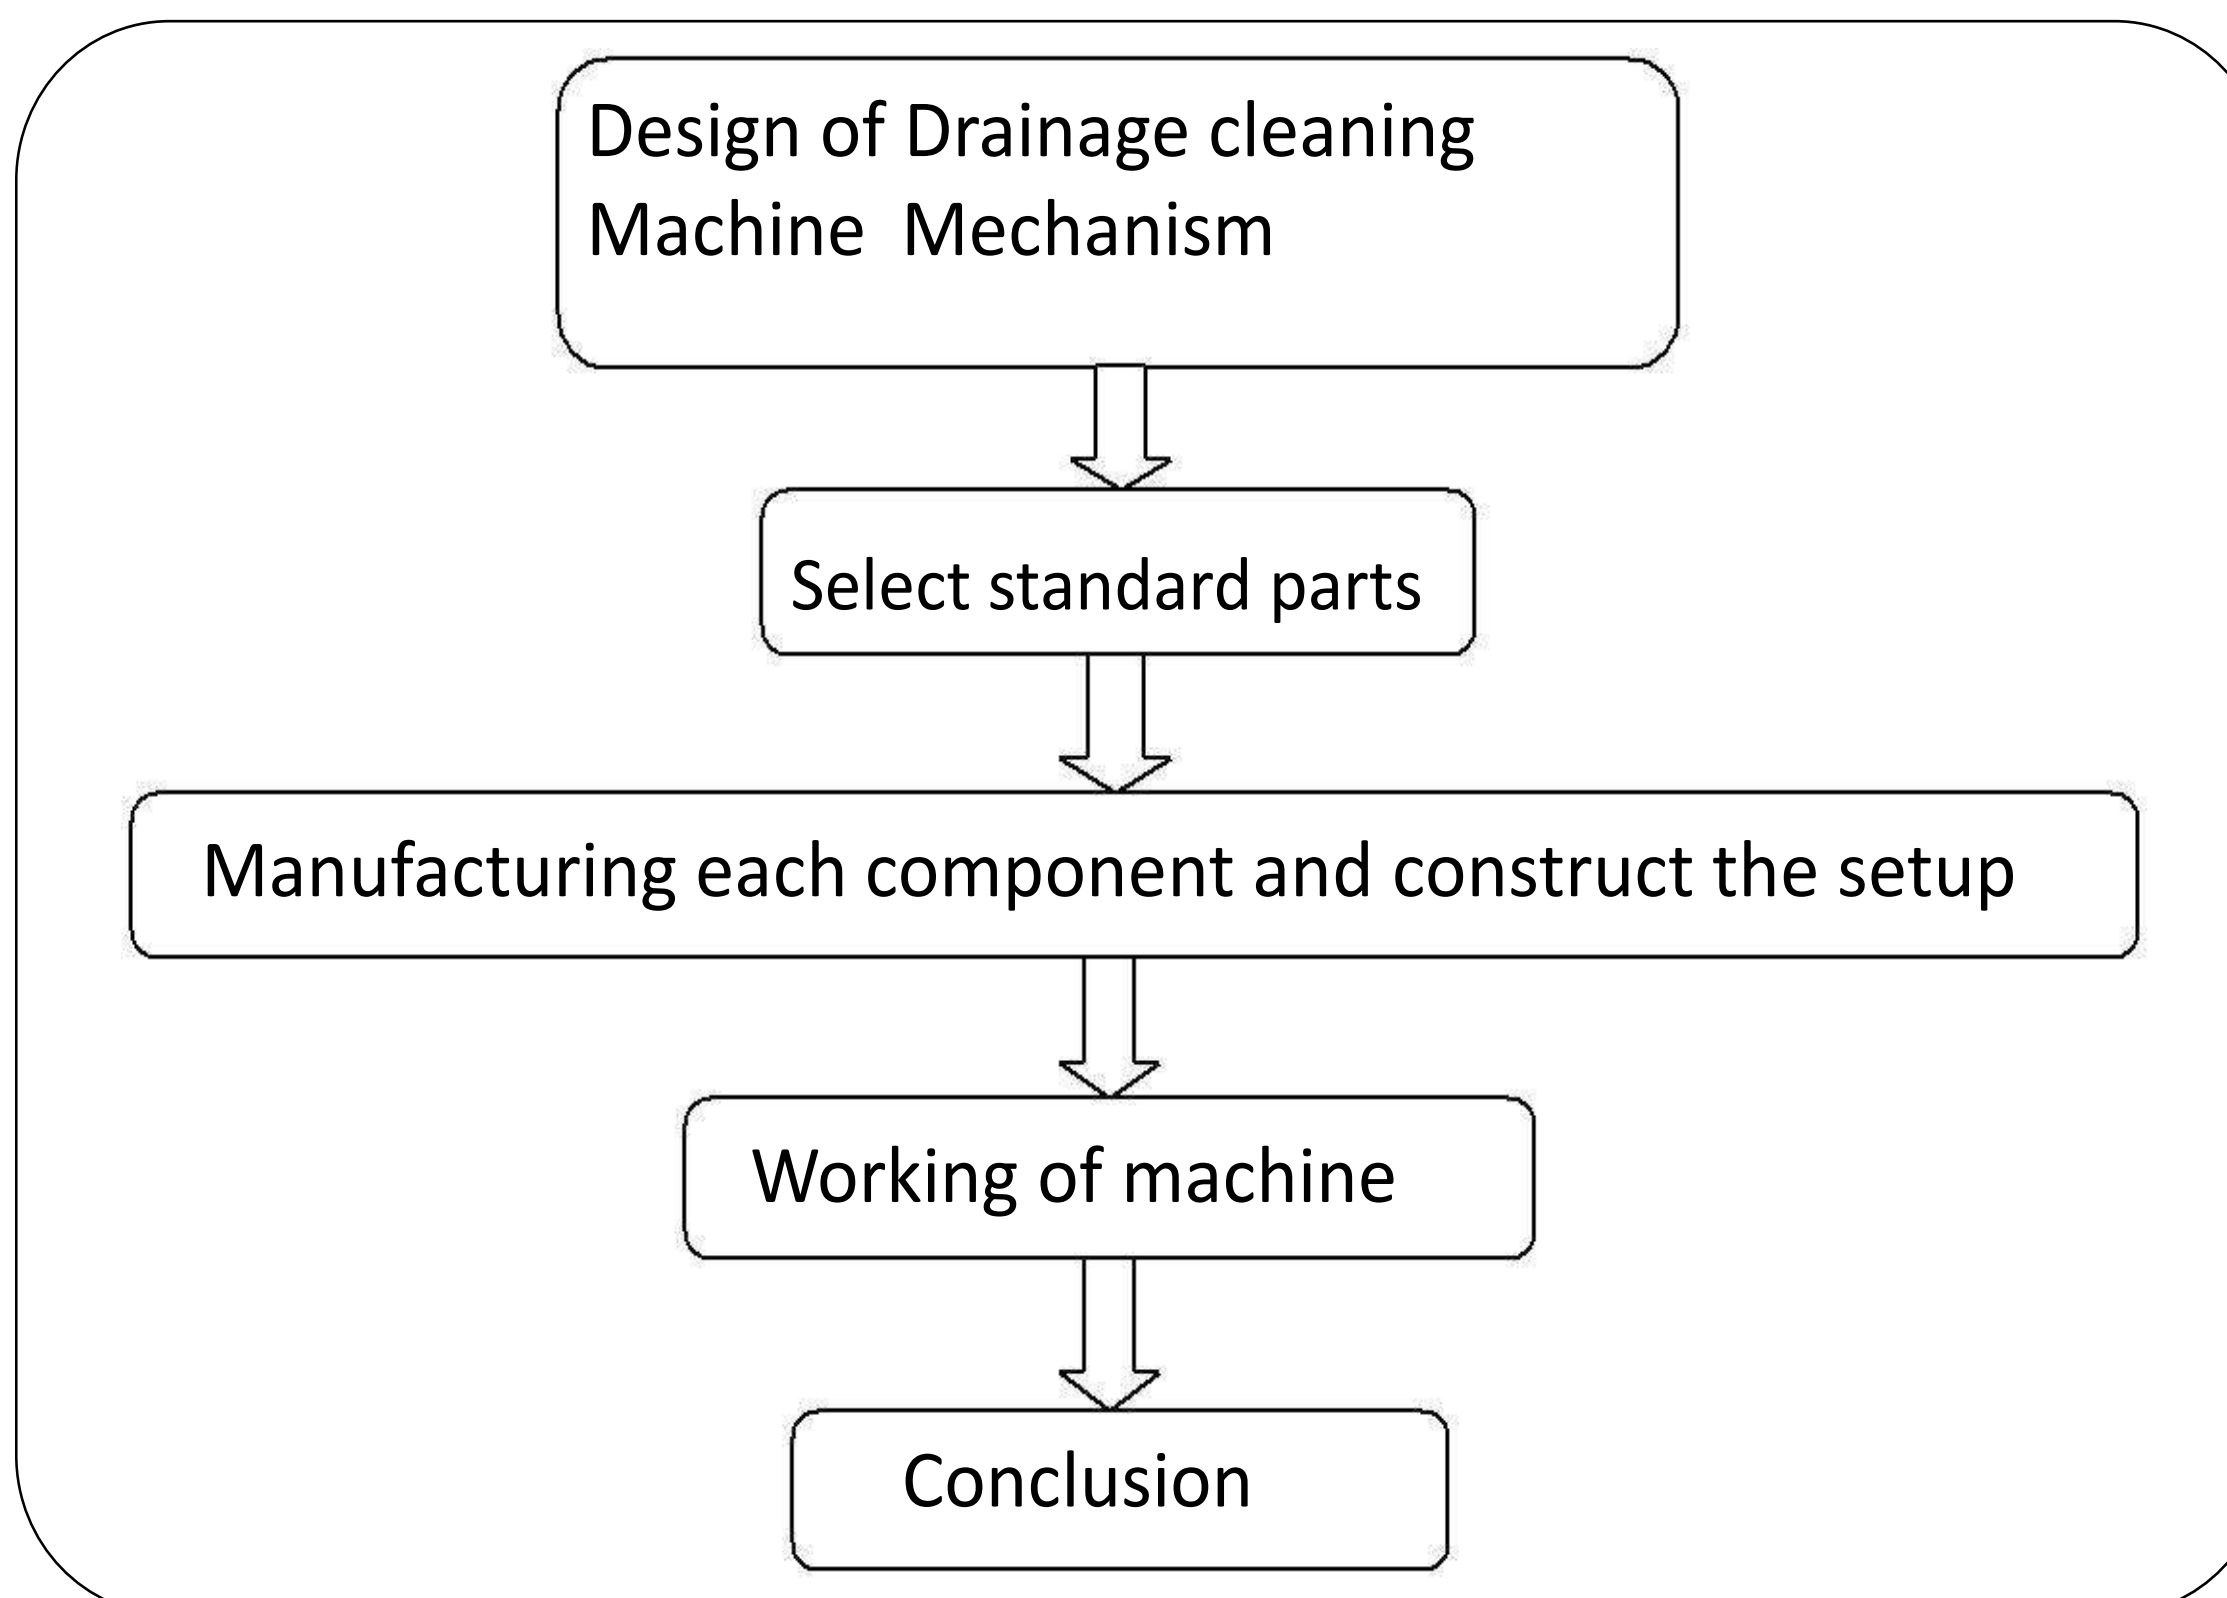 Design of Drainage cleaning
Machine  Mechanism
Select standard parts
Manufacturing each component and construct the setup
Working of machine
Conclusion